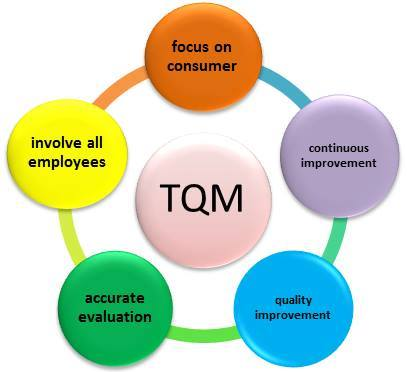 focus on
consumer
continuous
improvement
quality
improvement
accurate
evaluation
involve all
employees
TQM